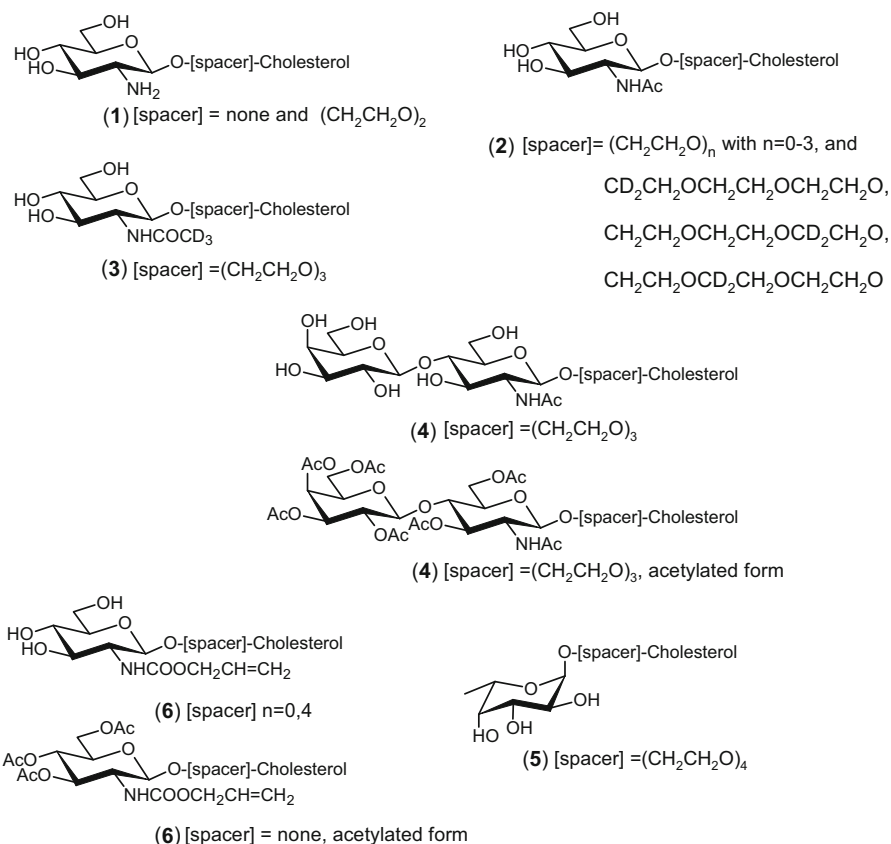 OH
HO
O
HO
NH₂
O-[spacer]-Cholesterol
(1) [spacer] = none and (CH₂CH₂O)₂
OH
HO
O
HO
NHAc
O-[spacer]-Cholesterol
(2) [spacer]= (CH₂CH₂O)ₙ with n=0-3, and
CD₂CH₂OCH₂CH₂OCH₂CH₂O,
CH₂CH₂OCH₂CH₂OCD₂CH₂O,
CH₂CH₂OCD₂CH₂OCH₂CH₂O
OH
HO
O
HO
NHCOCD₃
O-[spacer]-Cholesterol
(3) [spacer] =(CH₂CH₂O)₃
OH
OH
O
HO
OH
O
OH
O
HO
NHAc
O-[spacer]-Cholesterol
(4) [spacer] =(CH₂CH₂O)₃
AcO
OAc
O
AcO
OAc
O
OAc
O
AcO
NHAc
O-[spacer]-Cholesterol
(4) [spacer] =(CH₂CH₂O)₃, acetylated form
OH
HO
O
HO
NHCOOCH₂CH=CH₂
O-[spacer]-Cholesterol
(6) [spacer] n=0,4
OAc
AcO
O
AcO
NHCOOCH₂CH=CH₂
O-[spacer]-Cholesterol
(6) [spacer] = none, acetylated form
O-[spacer]-Cholesterol
O
OH
OH
HO
(5) [spacer] =(CH₂CH₂O)₄